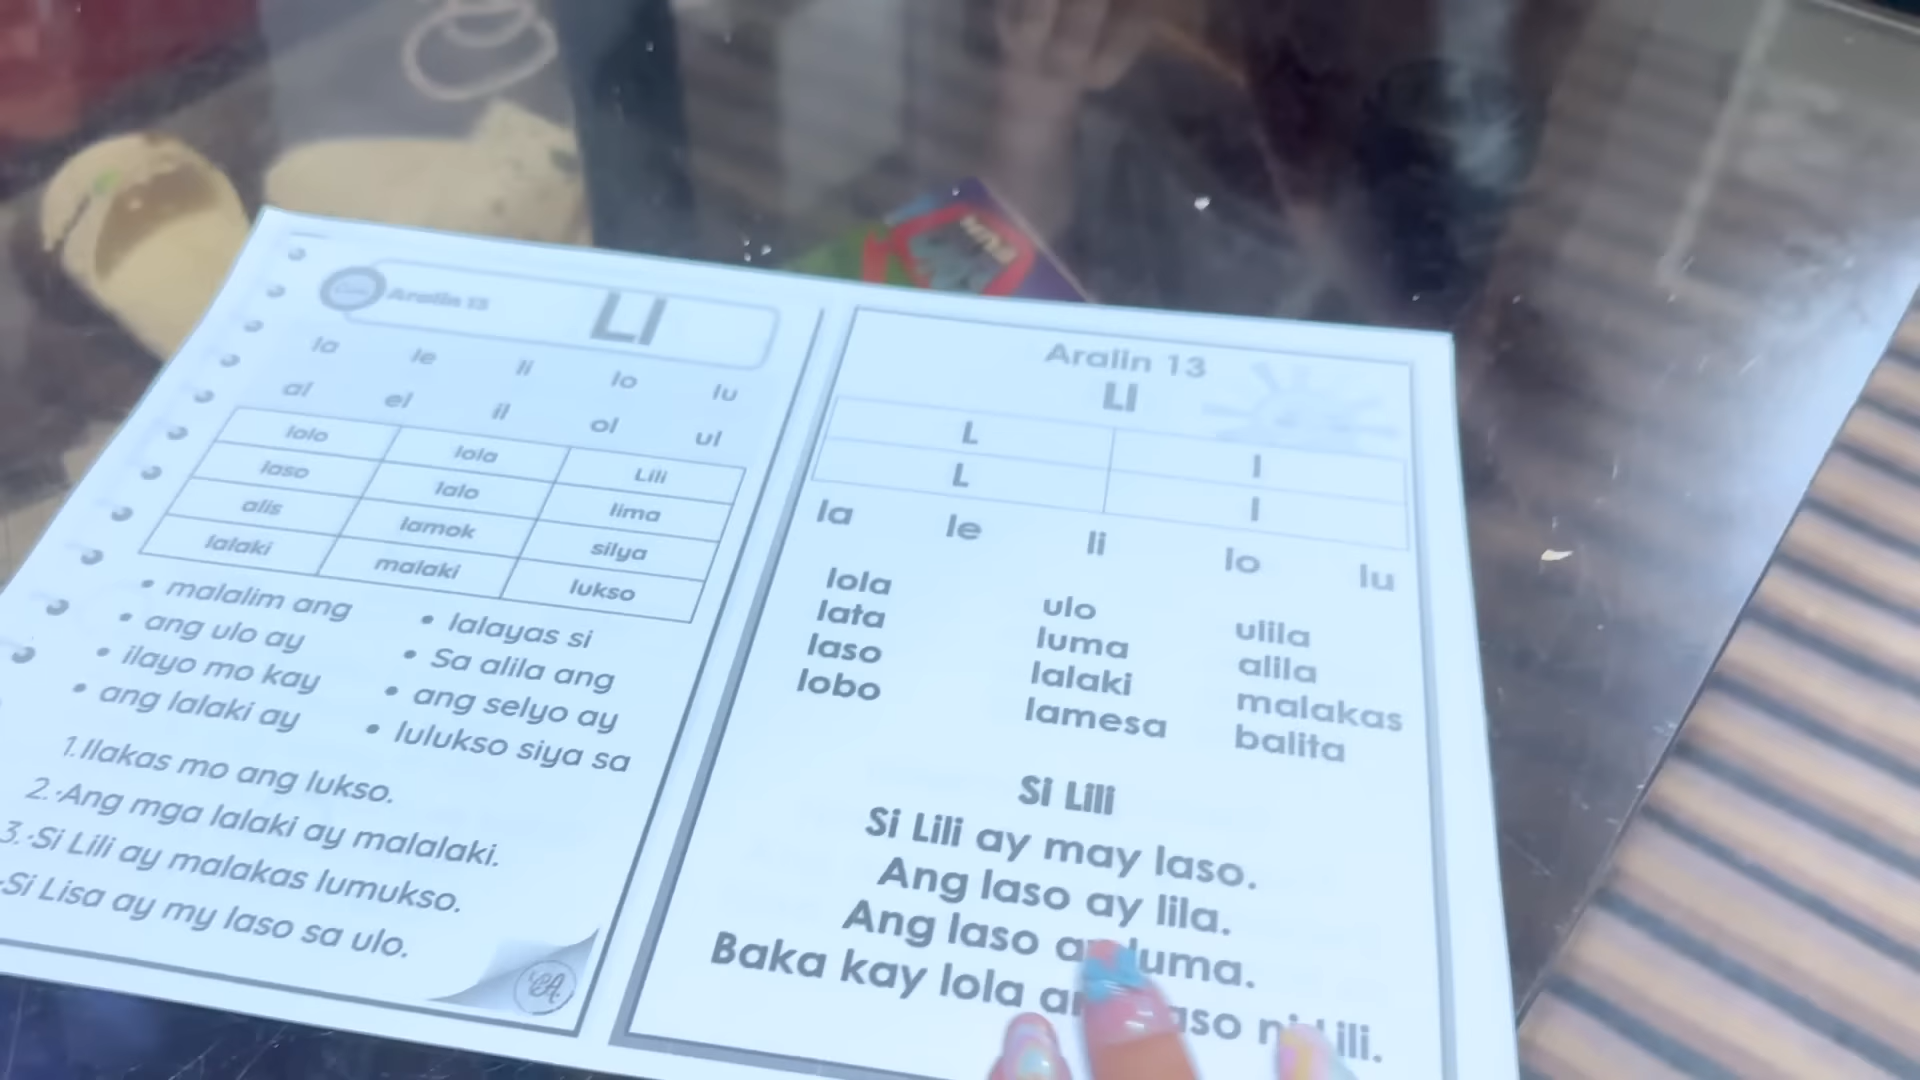 Aralin 13
Ll
la le li lo lu
al el il ol ul
lolo lola Lili
laso lalo lima
alis lamok silya
lalaki malaki lukso
• malalim ang
• ang ulo ay
• ilayo mo kay
• ang lalaki ay
• lalayas si
• Sa alila ang
• ang selyo ay
• lulukso siya sa
1. Ilakas mo ang lukso.
2. Ang mga lalaki ay malalaki.
3. Si Lili ay malakas lumukso.
Si Lisa ay my laso sa ulo.
Aralin 13
Ll
L l
L l
la le li lo lu
lola ulo ulila
lata luma alila
laso lalaki malakas
lobo lamesa balita
Si Lili
Si Lili ay may laso.
Ang laso ay lila.
Ang laso luma.
Baka kay lola